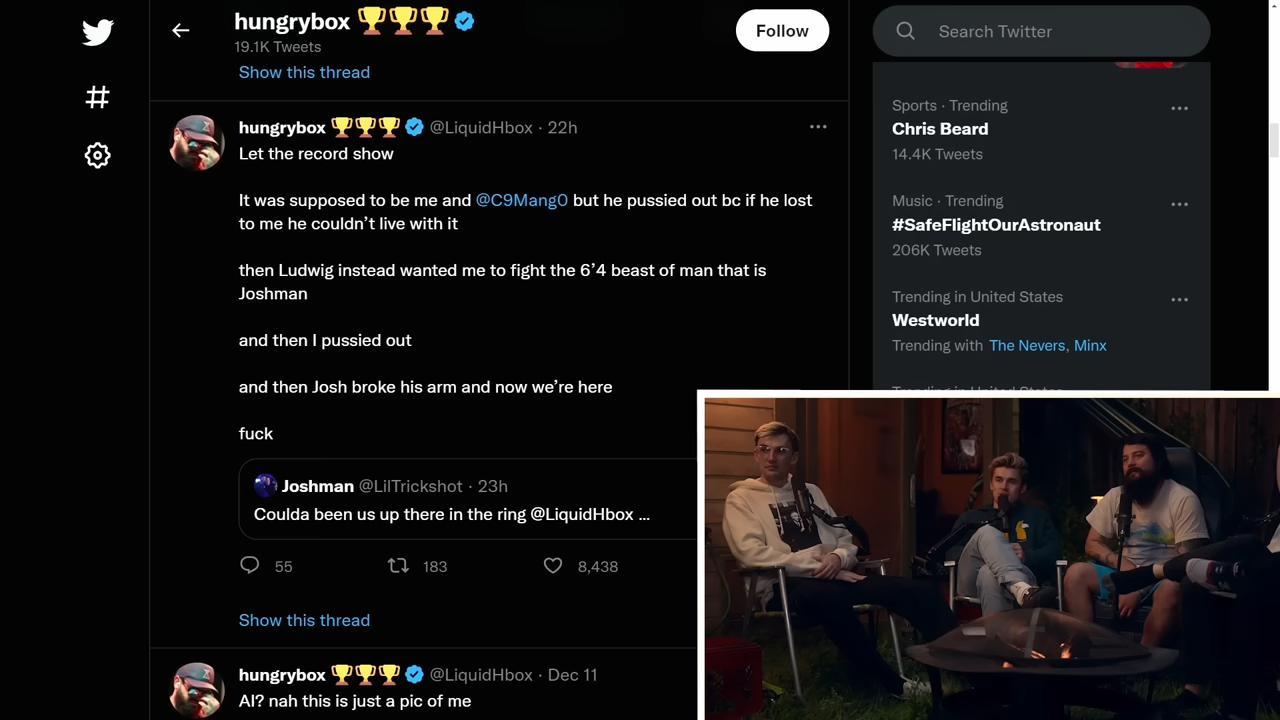 hungrybox 🏆🏆🏆
19.1K Tweets
Follow
Search Twitter
Show this thread
hungrybox 🏆🏆🏆 @LiquidHbox · 22h
Let the record show
It was supposed to be me and @C9Mang0 but he pussied out bc if he lost
to me he couldn’t live with it
then Ludwig instead wanted me to fight the 6’4 beast of man that is
Joshman
and then I pussied out
and then Josh broke his arm and now we’re here
fuck
Joshman @LilTrickshot · 23h
Coulda been us up there in the ring @LiquidHbox ...
55
183
8,438
Show this thread
hungrybox 🏆🏆🏆 @LiquidHbox · Dec 11
AI? nah this is just a pic of me
Sports · Trending
Chris Beard
14.4K Tweets
Music · Trending
#SafeFlightOurAstronaut
206K Tweets
Trending in United States
Westworld
Trending with The Nevers, Minx
Trending in United States